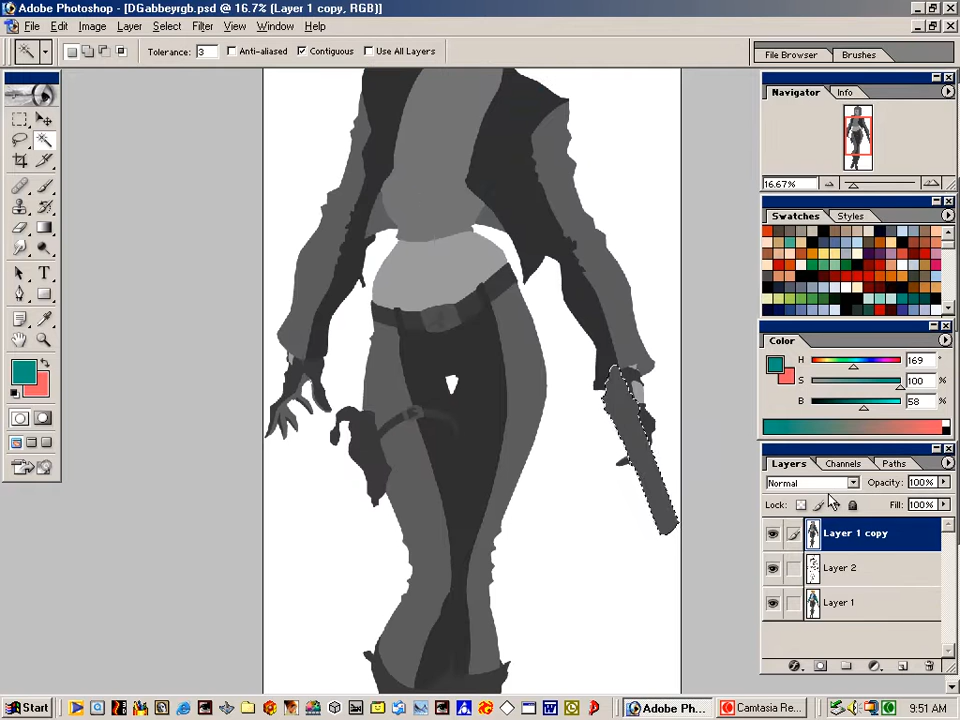 Adobe Photoshop - [DGabbeyrgb.psd @ 16.7% (Layer 1 copy, RGB)]
File Edit Image Layer Select Filter View Window Help
Tolerance: 3 Anti-aliased Contiguous Use All Layers File Browser Brushes
Navigator Info
16.67%
Swatches Styles
Color
H 169 °
S 100 %
B 58 %
Layers Channels Paths
Normal Opacity: 100%
Lock: Fill: 100%
Layer 1 copy
Layer 2
Layer 1
Start Adobe Photoshop - ... Camtasia Re... 9:51 AM